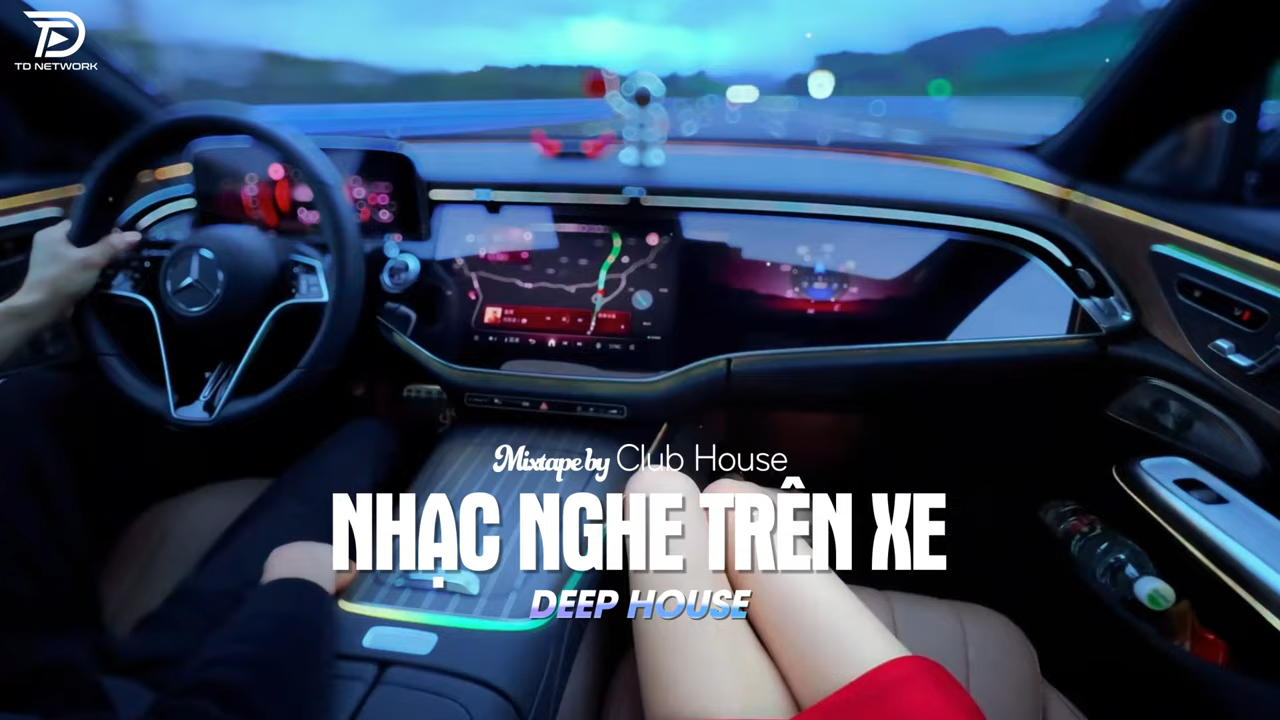 TD NETWORK
Mixtape by Club House
NHẠC NGHE TRÊN XE
DEEP HOUSE